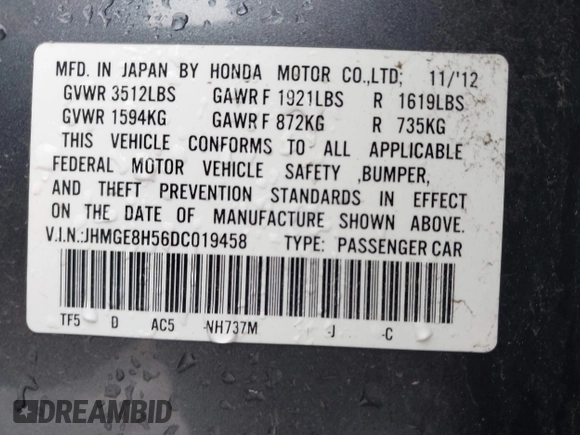 MFD. IN JAPAN BY HONDA MOTOR CO.,LTD; 11/'12
GVWR 3512LBS GAWR F 1921LBS R 1619LBS
GVWR 1594KG GAWR F 872KG R 735KG
THIS VEHICLE CONFORMS TO ALL APPLICABLE
FEDERAL MOTOR VEHICLE SAFETY ,BUMPER,
AND THEFT PREVENTION STANDARDS IN EFFECT
ON THE DATE OF MANUFACTURE SHOWN ABOVE.
V.I.N.:JHMGE8H56DC019458 TYPE: PASSENGER CAR
TF5 D AC5 -NH737M -J -C
DREAMBID